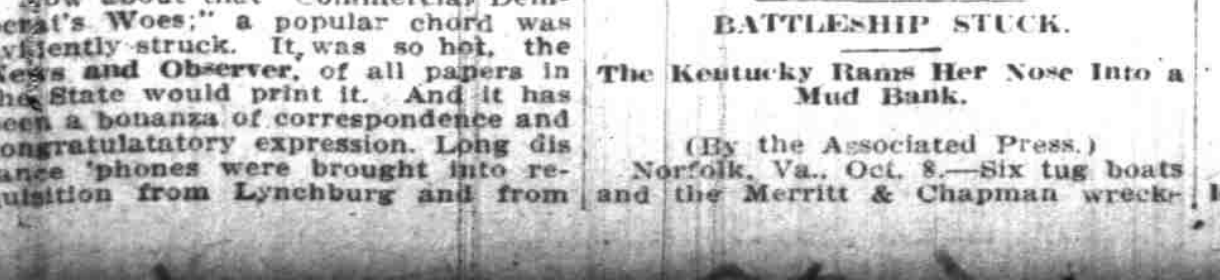 crat's Woes;" a popular chord was
evidently struck. It was so hot, the
News and Observer, of all papers in
the State would print it. And it has
been a bonanza of correspondence and
congratulatatory expression. Long dis
tance 'phones were brought into re-
quisition from Lynchburg and from
BATTLESHIP STUCK.
The Kentucky Rams Her Nose Into a
Mud Bank.
(By the Associated Press.)
Norfolk, Va., Oct. 8.—Six tug boats
and the Merritt & Chapman wreck-